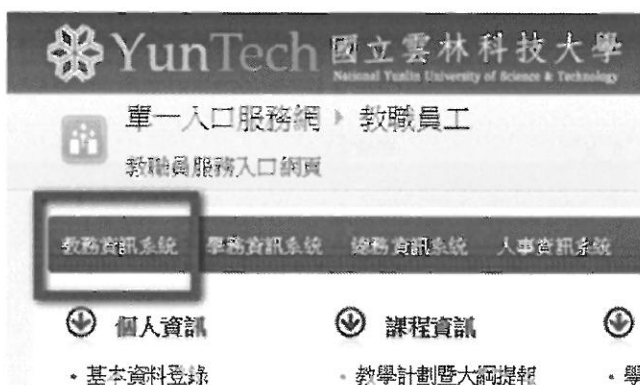 YunTech 國立雲林科技大學
National Yunlin University of Science & Technology
單一入口服務網 › 教職員工
教職員服務入口網頁
教務資訊系統 學務資訊系統 總務資訊系統 人事資訊系統
個人資訊 課程資訊
• 基本資料登錄 • 教學計劃暨大綱提報 • 學